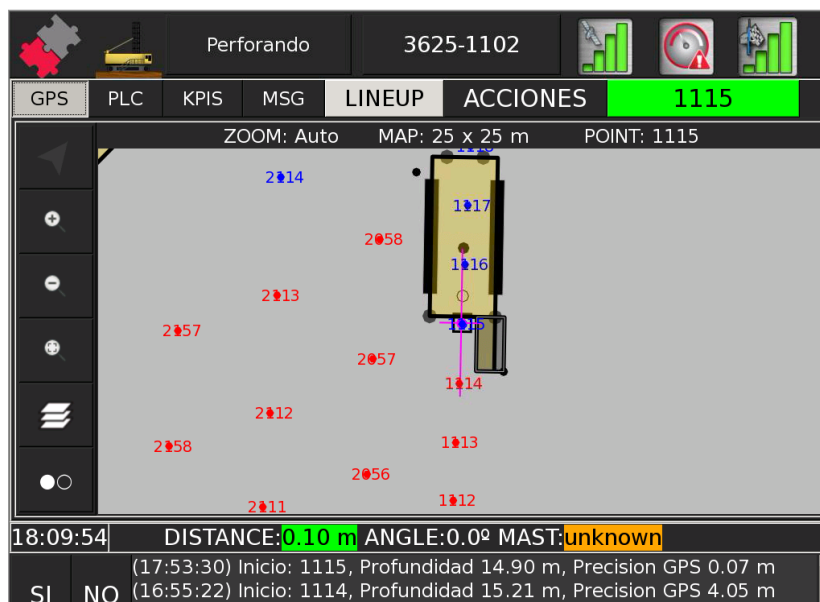 Perforando 3625-1102
GPS PLC KPIS MSG LINEUP ACCIONES 1115
ZOOM: Auto MAP: 25 x 25 m POINT: 1115
2114
1117
2058
1116
2113
1115
2157
2057
1114
2112
1113
2158
2056
1112
2111
18:09:54 DISTANCE: 0.10 m ANGLE:0.0º MAST:unknown
(17:53:30) Inicio: 1115, Profundidad 14.90 m, Precision GPS 0.07 m
SI NO (16:55:22) Inicio: 1114, Profundidad 15.21 m, Precision GPS 4.05 m